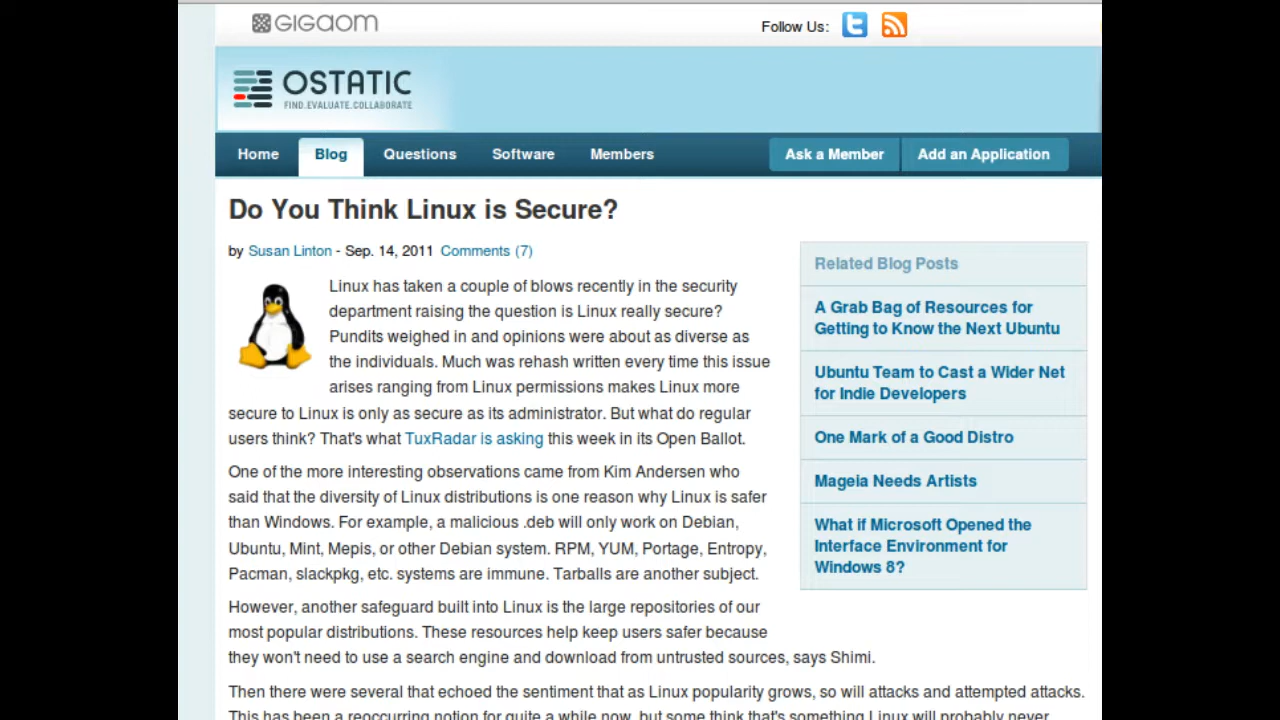 GIGAOM
Follow Us:
OSTATIC
FIND.EVALUATE.COLLABORATE
Home Blog Questions Software Members Ask a Member Add an Application
Do You Think Linux is Secure?
by Susan Linton - Sep. 14, 2011 Comments (7)
Linux has taken a couple of blows recently in the security
department raising the question is Linux really secure?
Pundits weighed in and opinions were about as diverse as
the individuals. Much was rehash written every time this issue
arises ranging from Linux permissions makes Linux more
secure to Linux is only as secure as its administrator. But what do regular
users think? That's what TuxRadar is asking this week in its Open Ballot.
One of the more interesting observations came from Kim Andersen who
said that the diversity of Linux distributions is one reason why Linux is safer
than Windows. For example, a malicious .deb will only work on Debian,
Ubuntu, Mint, Mepis, or other Debian system. RPM, YUM, Portage, Entropy,
Pacman, slackpkg, etc. systems are immune. Tarballs are another subject.
However, another safeguard built into Linux is the large repositories of our
most popular distributions. These resources help keep users safer because
they won't need to use a search engine and download from untrusted sources, says Shimi.
Then there were several that echoed the sentiment that as Linux popularity grows, so will attacks and attempted attacks.
This has been a reoccurring notion for quite a while now, but some think that's something Linux will probably never
Related Blog Posts
A Grab Bag of Resources for
Getting to Know the Next Ubuntu
Ubuntu Team to Cast a Wider Net
for Indie Developers
One Mark of a Good Distro
Mageia Needs Artists
What if Microsoft Opened the
Interface Environment for
Windows 8?